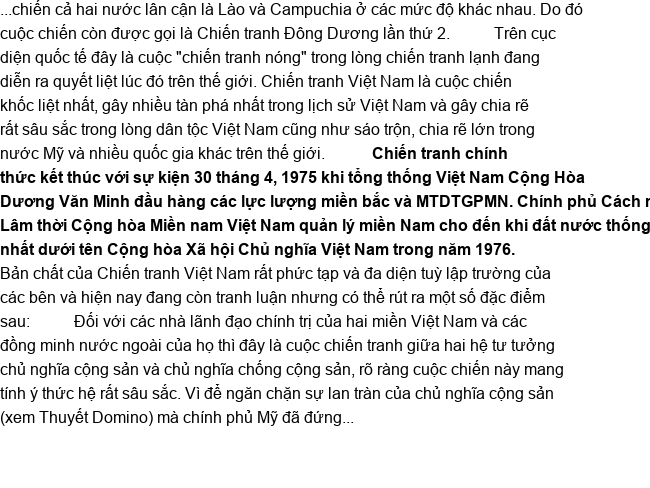 ...chiến cả hai nước lân cận là Lào và Campuchia ở các mức độ khác nhau. Do đó
cuộc chiến còn được gọi là Chiến tranh Đông Dương lần thứ 2. Trên cục
diện quốc tế đây là cuộc "chiến tranh nóng" trong lòng chiến tranh lạnh đang
diễn ra quyết liệt lúc đó trên thế giới. Chiến tranh Việt Nam là cuộc chiến
khốc liệt nhất, gây nhiều tàn phá nhất trong lịch sử Việt Nam và gây chia rẽ
rất sâu sắc trong lòng dân tộc Việt Nam cũng như sáo trộn, chia rẽ lớn trong
nước Mỹ và nhiều quốc gia khác trên thế giới. Chiến tranh chính
thức kết thúc với sự kiện 30 tháng 4, 1975 khi tổng thống Việt Nam Cộng Hòa
Dương Văn Minh đầu hàng các lực lượng miền bắc và MTDTGPMN. Chính phủ Cách
Lâm thời Cộng hòa Miền nam Việt Nam quản lý miền Nam cho đến khi đất nước thống
nhất dưới tên Cộng hòa Xã hội Chủ nghĩa Việt Nam trong năm 1976.
Bản chất của Chiến tranh Việt Nam rất phức tạp và đa diện tuỳ lập trường của
các bên và hiện nay đang còn tranh luận nhưng có thể rút ra một số đặc điểm
sau: Đối với các nhà lãnh đạo chính trị của hai miền Việt Nam và các
đồng minh nước ngoài của họ thì đây là cuộc chiến tranh giữa hai hệ tư tưởng
chủ nghĩa cộng sản và chủ nghĩa chống cộng sản, rõ ràng cuộc chiến này mang
tính ý thức hệ rất sâu sắc. Vì để ngăn chặn sự lan tràn của chủ nghĩa cộng sản
(xem Thuyết Domino) mà chính phủ Mỹ đã đứng...